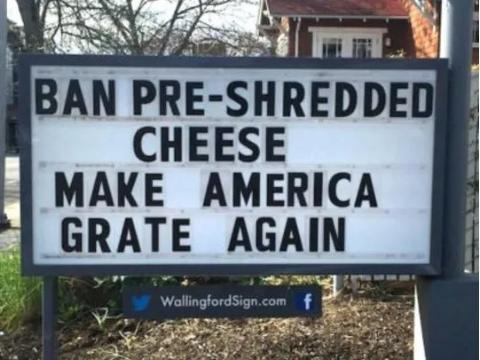 BAN PRE-SHREDDED
CHEESE
MAKE AMERICA
GRATE AGAIN
WallingfordSign.com f